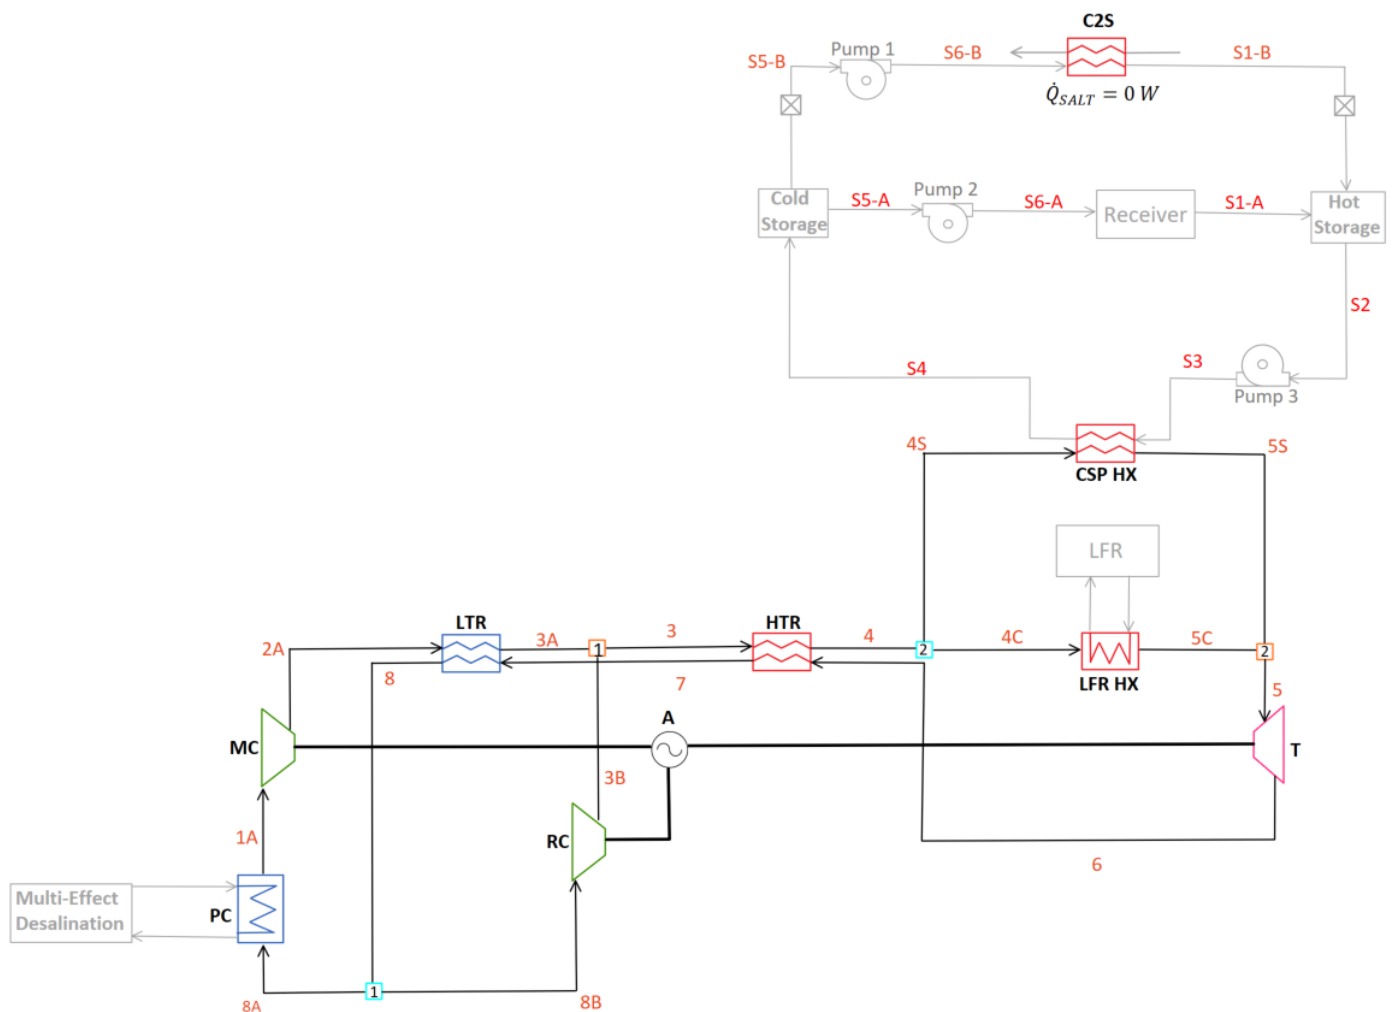 C2S
Pump 1
S5-B
S6-B
S1-B
Q̇SALT = 0 W
Cold
Storage
S5-A
Pump 2
S6-A
Receiver
S1-A
Hot
Storage
S2
S4
S3
Pump 3
4S
5S
CSP HX
LFR
LTR
HTR
2A
3A
1
3
4
2
4C
5C
2
8
7
LFR HX
5
A
MC
T
3B
RC
1A
6
Multi-Effect
Desalination
PC
8A
1
8B